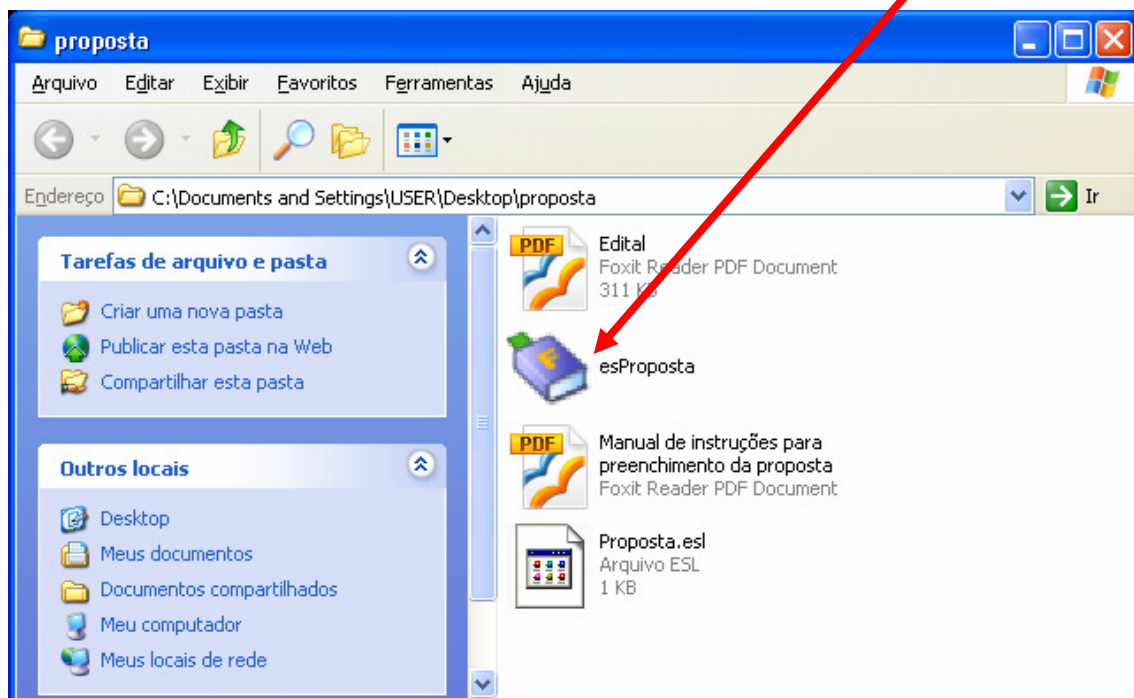 proposta
Arquivo Editar Exibir Favoritos Ferramentas Ajuda
Endereço C:\Documents and Settings\USER\Desktop\proposta Ir
Tarefas de arquivo e pasta
Criar uma nova pasta
Publicar esta pasta na Web
Compartilhar esta pasta
Outros locais
Desktop
Meus documentos
Documentos compartilhados
Meu computador
Meus locais de rede
PDF
Edital
Foxit Reader PDF Document
311 KB
esProposta
PDF
Manual de instruções para
preenchimento da proposta
Foxit Reader PDF Document
Proposta.esl
Arquivo ESL
1 KB